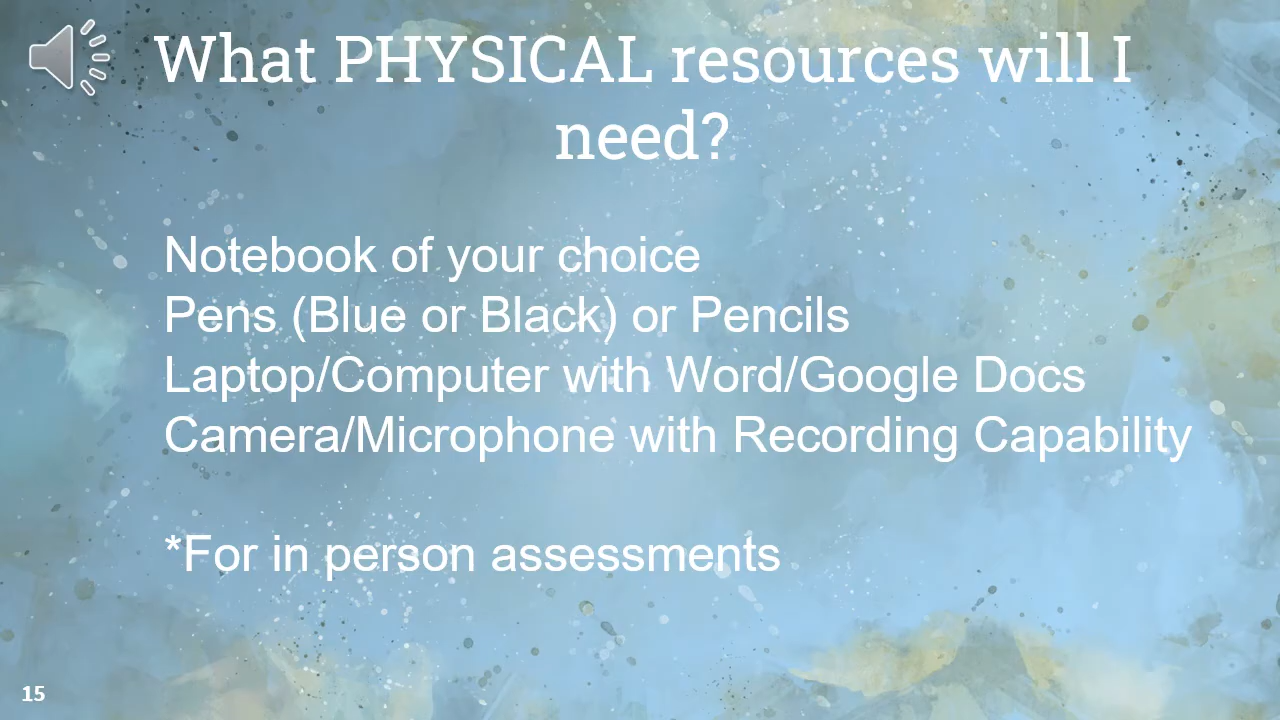 What PHYSICAL resources will I
need?
Notebook of your choice
Pens (Blue or Black) or Pencils
Laptop/Computer with Word/Google Docs
Camera/Microphone with Recording Capability
*For in person assessments
15